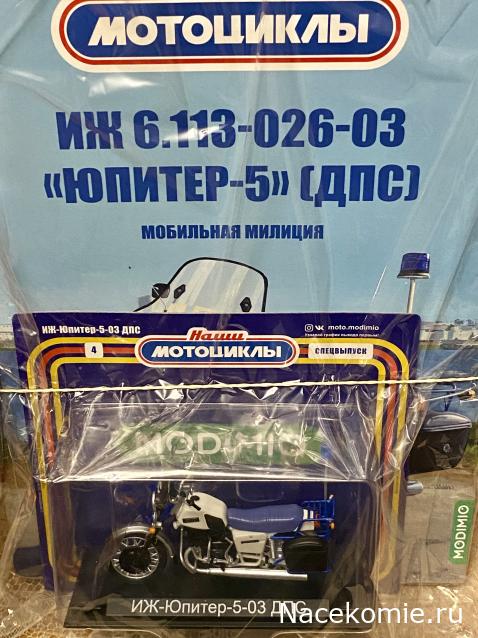 МОТОЦИКЛЫ
ИЖ 6.113-026-03
«ЮПИТЕР-5» (ДПС)
МОБИЛЬНАЯ МИЛИЦИЯ
ИЖ-Юпитер-5-03 ДПС
moto.modimio
4
Наши
МОТОЦИКЛЫ
СПЕЦВЫПУСК
MODIMIO
MODIMIO
ИЖ-Юпитер-5-03 ДПС
Nacekomie.ru